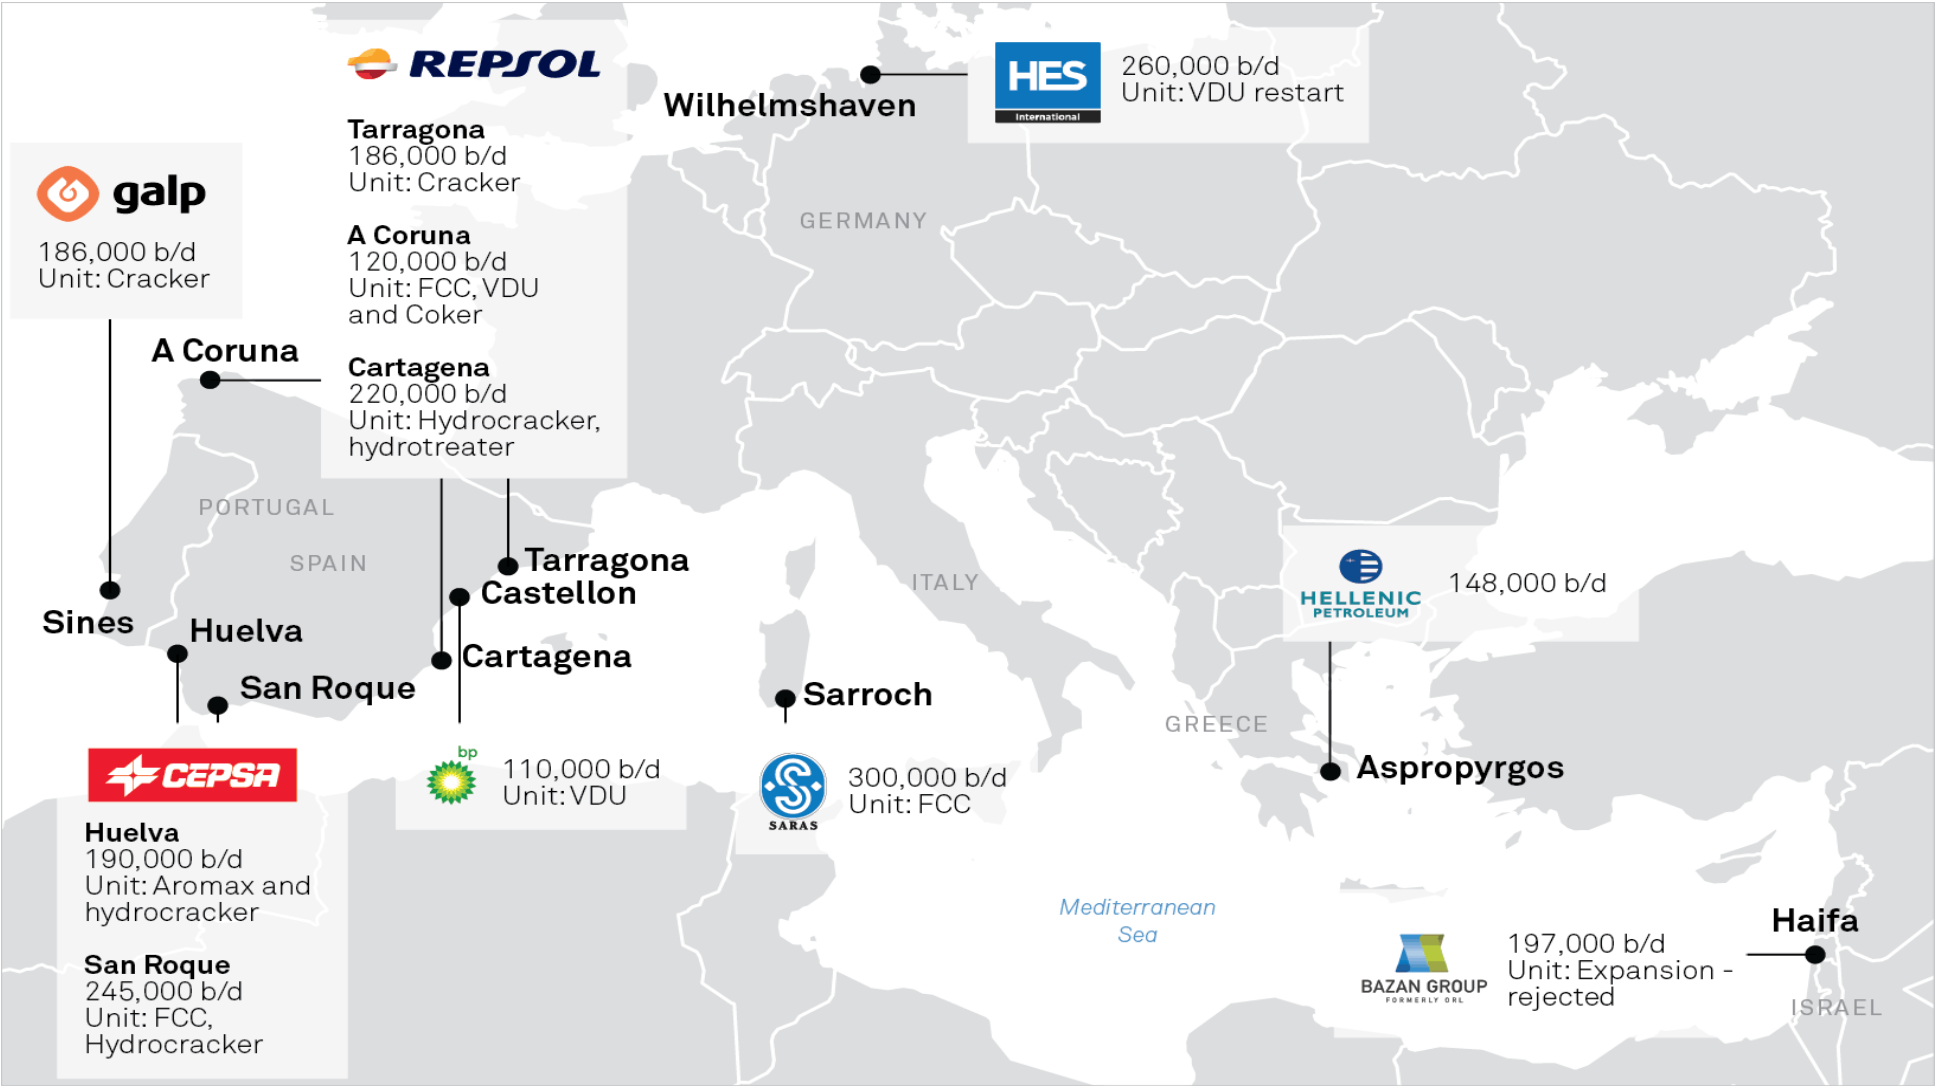 REPSOL
Tarragona
186,000 b/d
Unit: Cracker
A Coruna
120,000 b/d
Unit: FCC, VDU
and Coker
Cartagena
220,000 b/d
Unit: Hydrocracker,
hydrotreater
HES
International
260,000 b/d
Unit: VDU restart
Wilhelmshaven
galp
186,000 b/d
Unit: Cracker
GERMANY
A Coruna
PORTUGAL
SPAIN
ITALY
GREECE
Tarragona
Castellon
Cartagena
Sines
Huelva
San Roque
Sarroch
HELLENIC
PETROLEUM
148,000 b/d
Aspropyrgos
CEPSA
Huelva
190,000 b/d
Unit: Aromax and
hydrocracker
San Roque
245,000 b/d
Unit: FCC,
Hydrocracker
bp
110,000 b/d
Unit: VDU
SARAS
300,000 b/d
Unit: FCC
Mediterranean
Sea
BAZAN GROUP
FORMERLY ORL
197,000 b/d
Unit: Expansion -
rejected
Haifa
ISRAEL